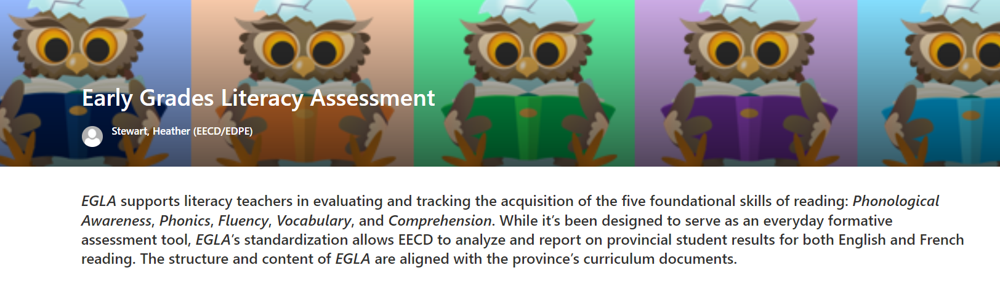 Early Grades Literacy Assessment
Stewart, Heather (EECD/EDPE)
EGLA supports literacy teachers in evaluating and tracking the acquisition of the five foundational skills of reading: Phonological
Awareness, Phonics, Fluency, Vocabulary, and Comprehension. While it’s been designed to serve as an everyday formative
assessment tool, EGLA’s standardization allows EECD to analyze and report on provincial student results for both English and French
reading. The structure and content of EGLA are aligned with the province’s curriculum documents.